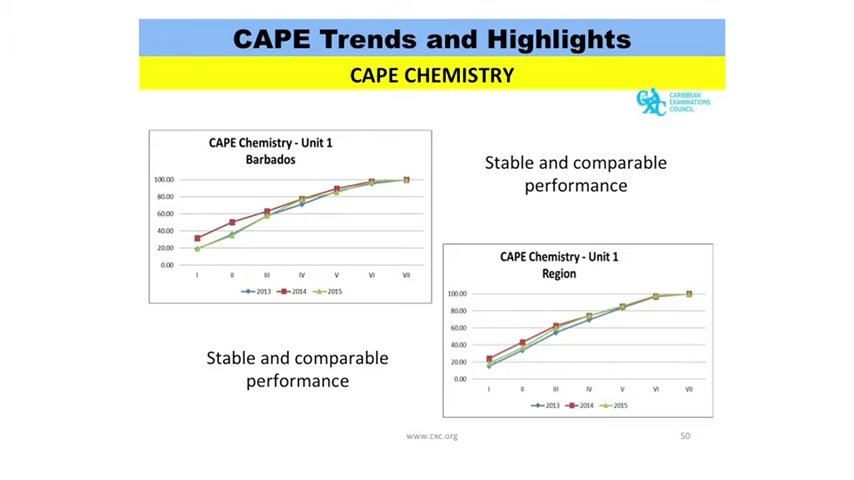 CAPE Trends and Highlights
CAPE CHEMISTRY
CXC
CARIBBEAN
EXAMINATIONS
COUNCIL
CAPE Chemistry - Unit 1
Barbados
100.00
80.00
60.00
40.00
20.00
0.00
I II III IV V VI VII
2013 2014 2015
Stable and comparable
performance
CAPE Chemistry - Unit 1
Region
100.00
80.00
60.00
40.00
20.00
0.00
I II III IV V VI VII
2013 2014 2015
Stable and comparable
performance
www.cxc.org
50